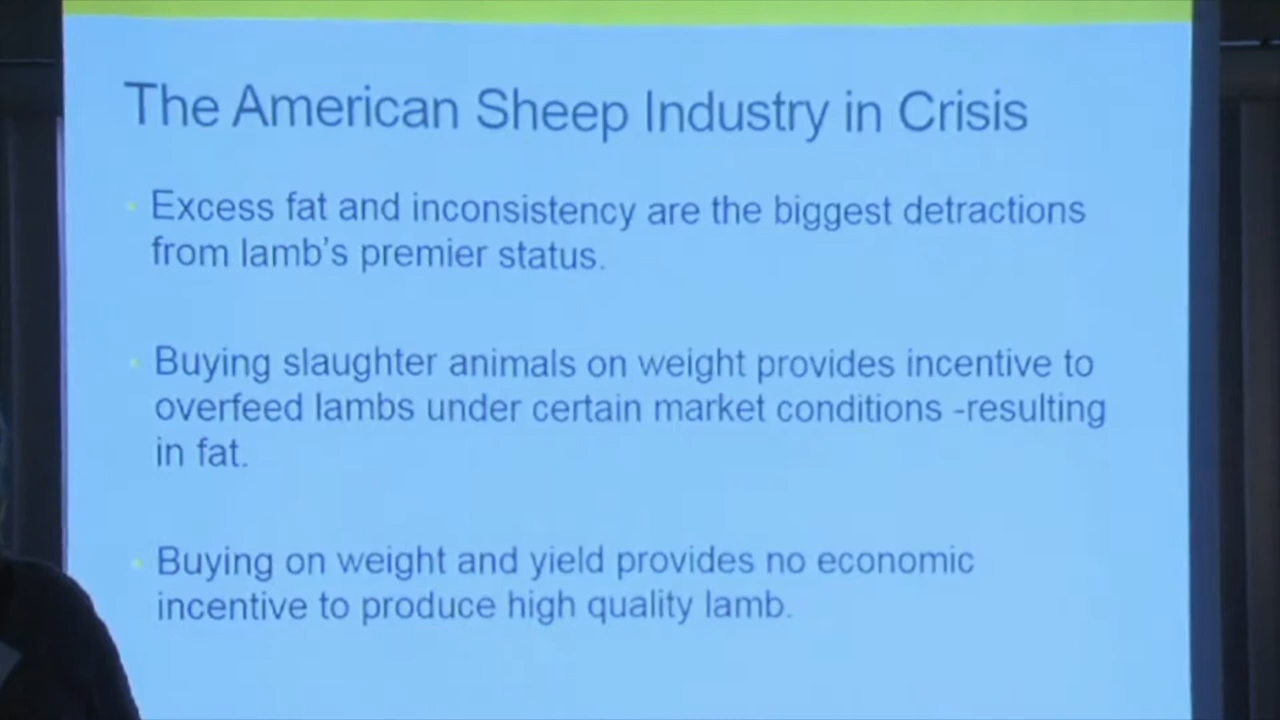 The American Sheep Industry in Crisis
Excess fat and inconsistency are the biggest detractions
from lamb's premier status.
Buying slaughter animals on weight provides incentive to
overfeed lambs under certain market conditions -resulting
in fat.
Buying on weight and yield provides no economic
incentive to produce high quality lamb.